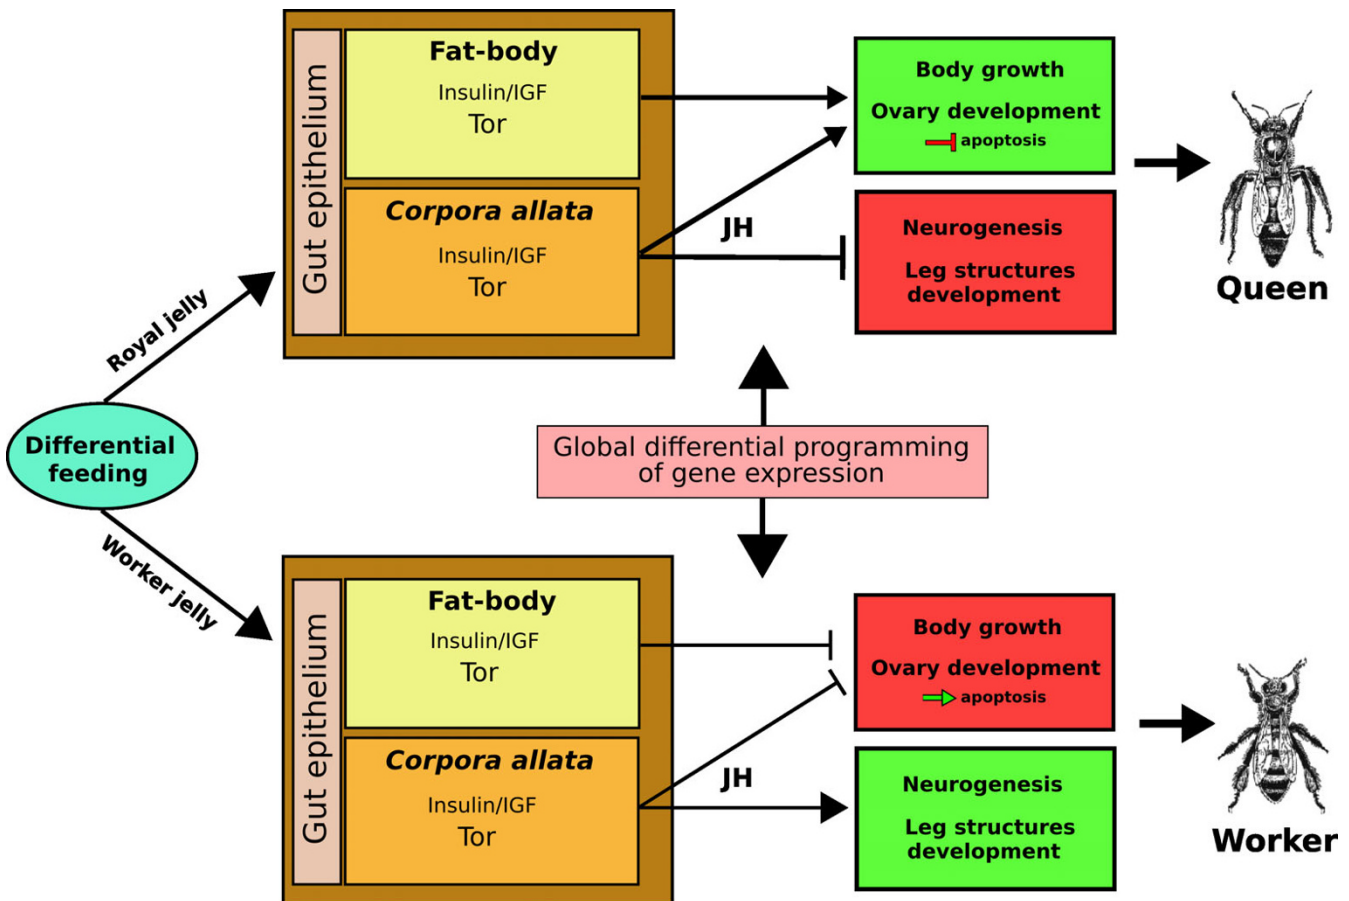 Differential
feeding
Royal jelly
Worker jelly
Gut epithelium
Fat-body
Insulin/IGF
Tor
Corpora allata
Insulin/IGF
Tor
JH
Body growth
Ovary development
apoptosis
Neurogenesis
Leg structures
development
Queen
Global differential programming
of gene expression
Gut epithelium
Fat-body
Insulin/IGF
Tor
Corpora allata
Insulin/IGF
Tor
JH
Body growth
Ovary development
apoptosis
Neurogenesis
Leg structures
development
Worker